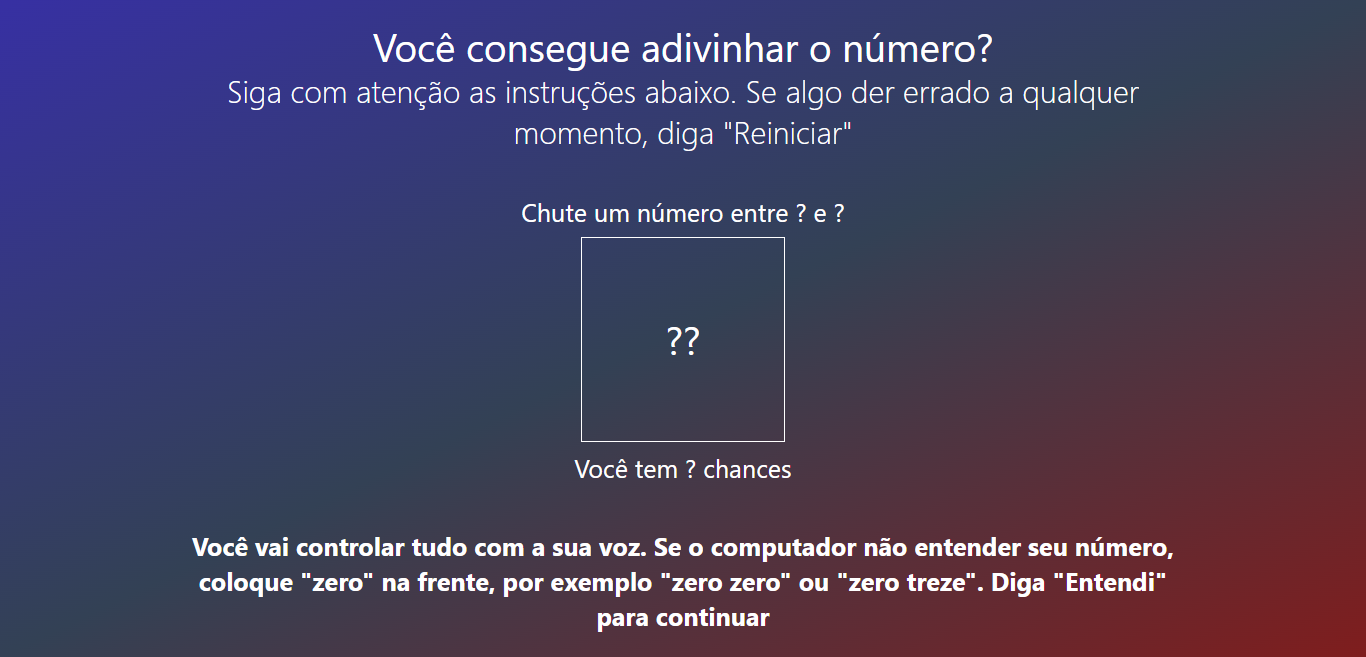 Você consegue adivinhar o número?
Siga com atenção as instruções abaixo. Se algo der errado a qualquer
momento, diga "Reiniciar"
Chute um número entre ? e ?
??
Você tem ? chances
Você vai controlar tudo com a sua voz. Se o computador não entender seu número,
coloque "zero" na frente, por exemplo "zero zero" ou "zero treze". Diga "Entendi"
para continuar